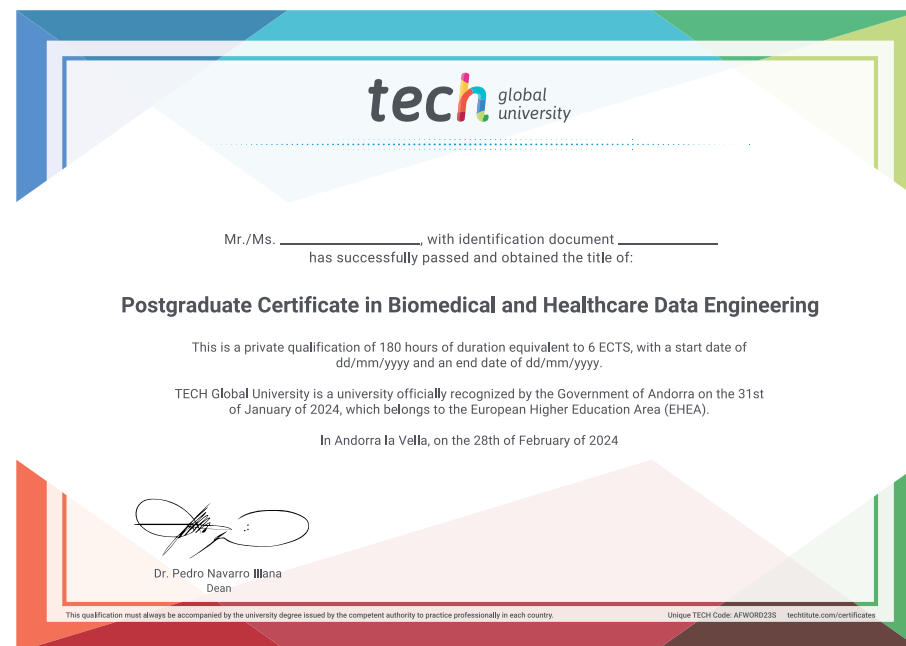 tech global
university
Mr./Ms. ____________, with identification document ____________
has successfully passed and obtained the title of:
Postgraduate Certificate in Biomedical and Healthcare Data Engineering
This is a private qualification of 180 hours of duration equivalent to 6 ECTS, with a start date of
dd/mm/yyyy and an end date of dd/mm/yyyy.
TECH Global University is a university officially recognized by the Government of Andorra on the 31st
of January of 2024, which belongs to the European Higher Education Area (EHEA).
In Andorra la Vella, on the 28th of February of 2024
Dr. Pedro Navarro Illana
Dean
This qualification must always be accompanied by the university degree issued by the competent authority to practice professionally in each country. Unique TECH Code: AFWORD23S techtitute.com/certificates